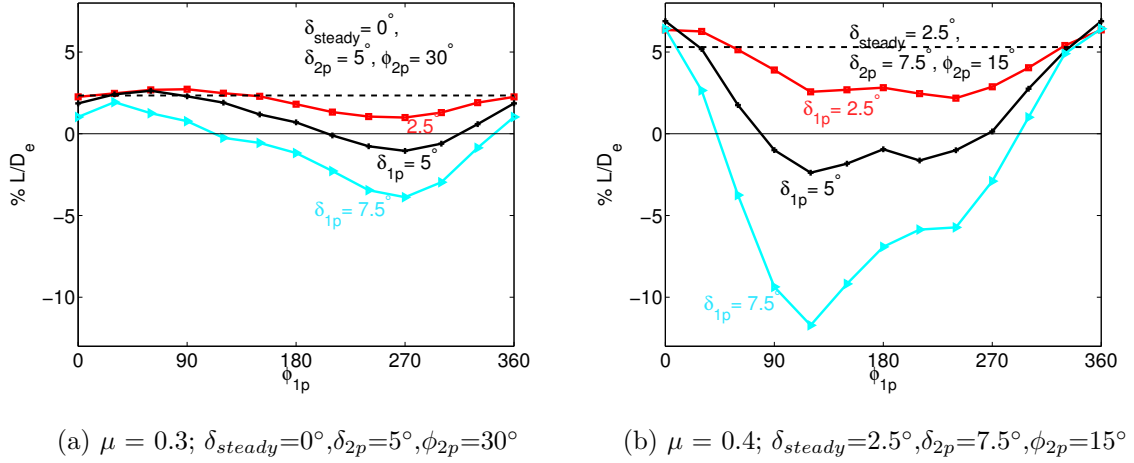 δsteady = 0°,
δ2p = 5°, ϕ2p = 30°
2.5°
δ1p = 5°
δ1p = 7.5°
% L/De
5
0
−5
−10
0 90 180 270 360
ϕ1p
(a) μ = 0.3; δsteady=0°,δ2p=5°,ϕ2p=30°
δsteady = 2.5°,
δ2p = 7.5°, ϕ2p = 15°
δ1p = 2.5°
δ1p = 5°
δ1p = 7.5°
% L/De
5
0
−5
−10
0 90 180 270 360
ϕ1p
(b) μ = 0.4; δsteady=2.5°,δ2p=7.5°,ϕ2p=15°